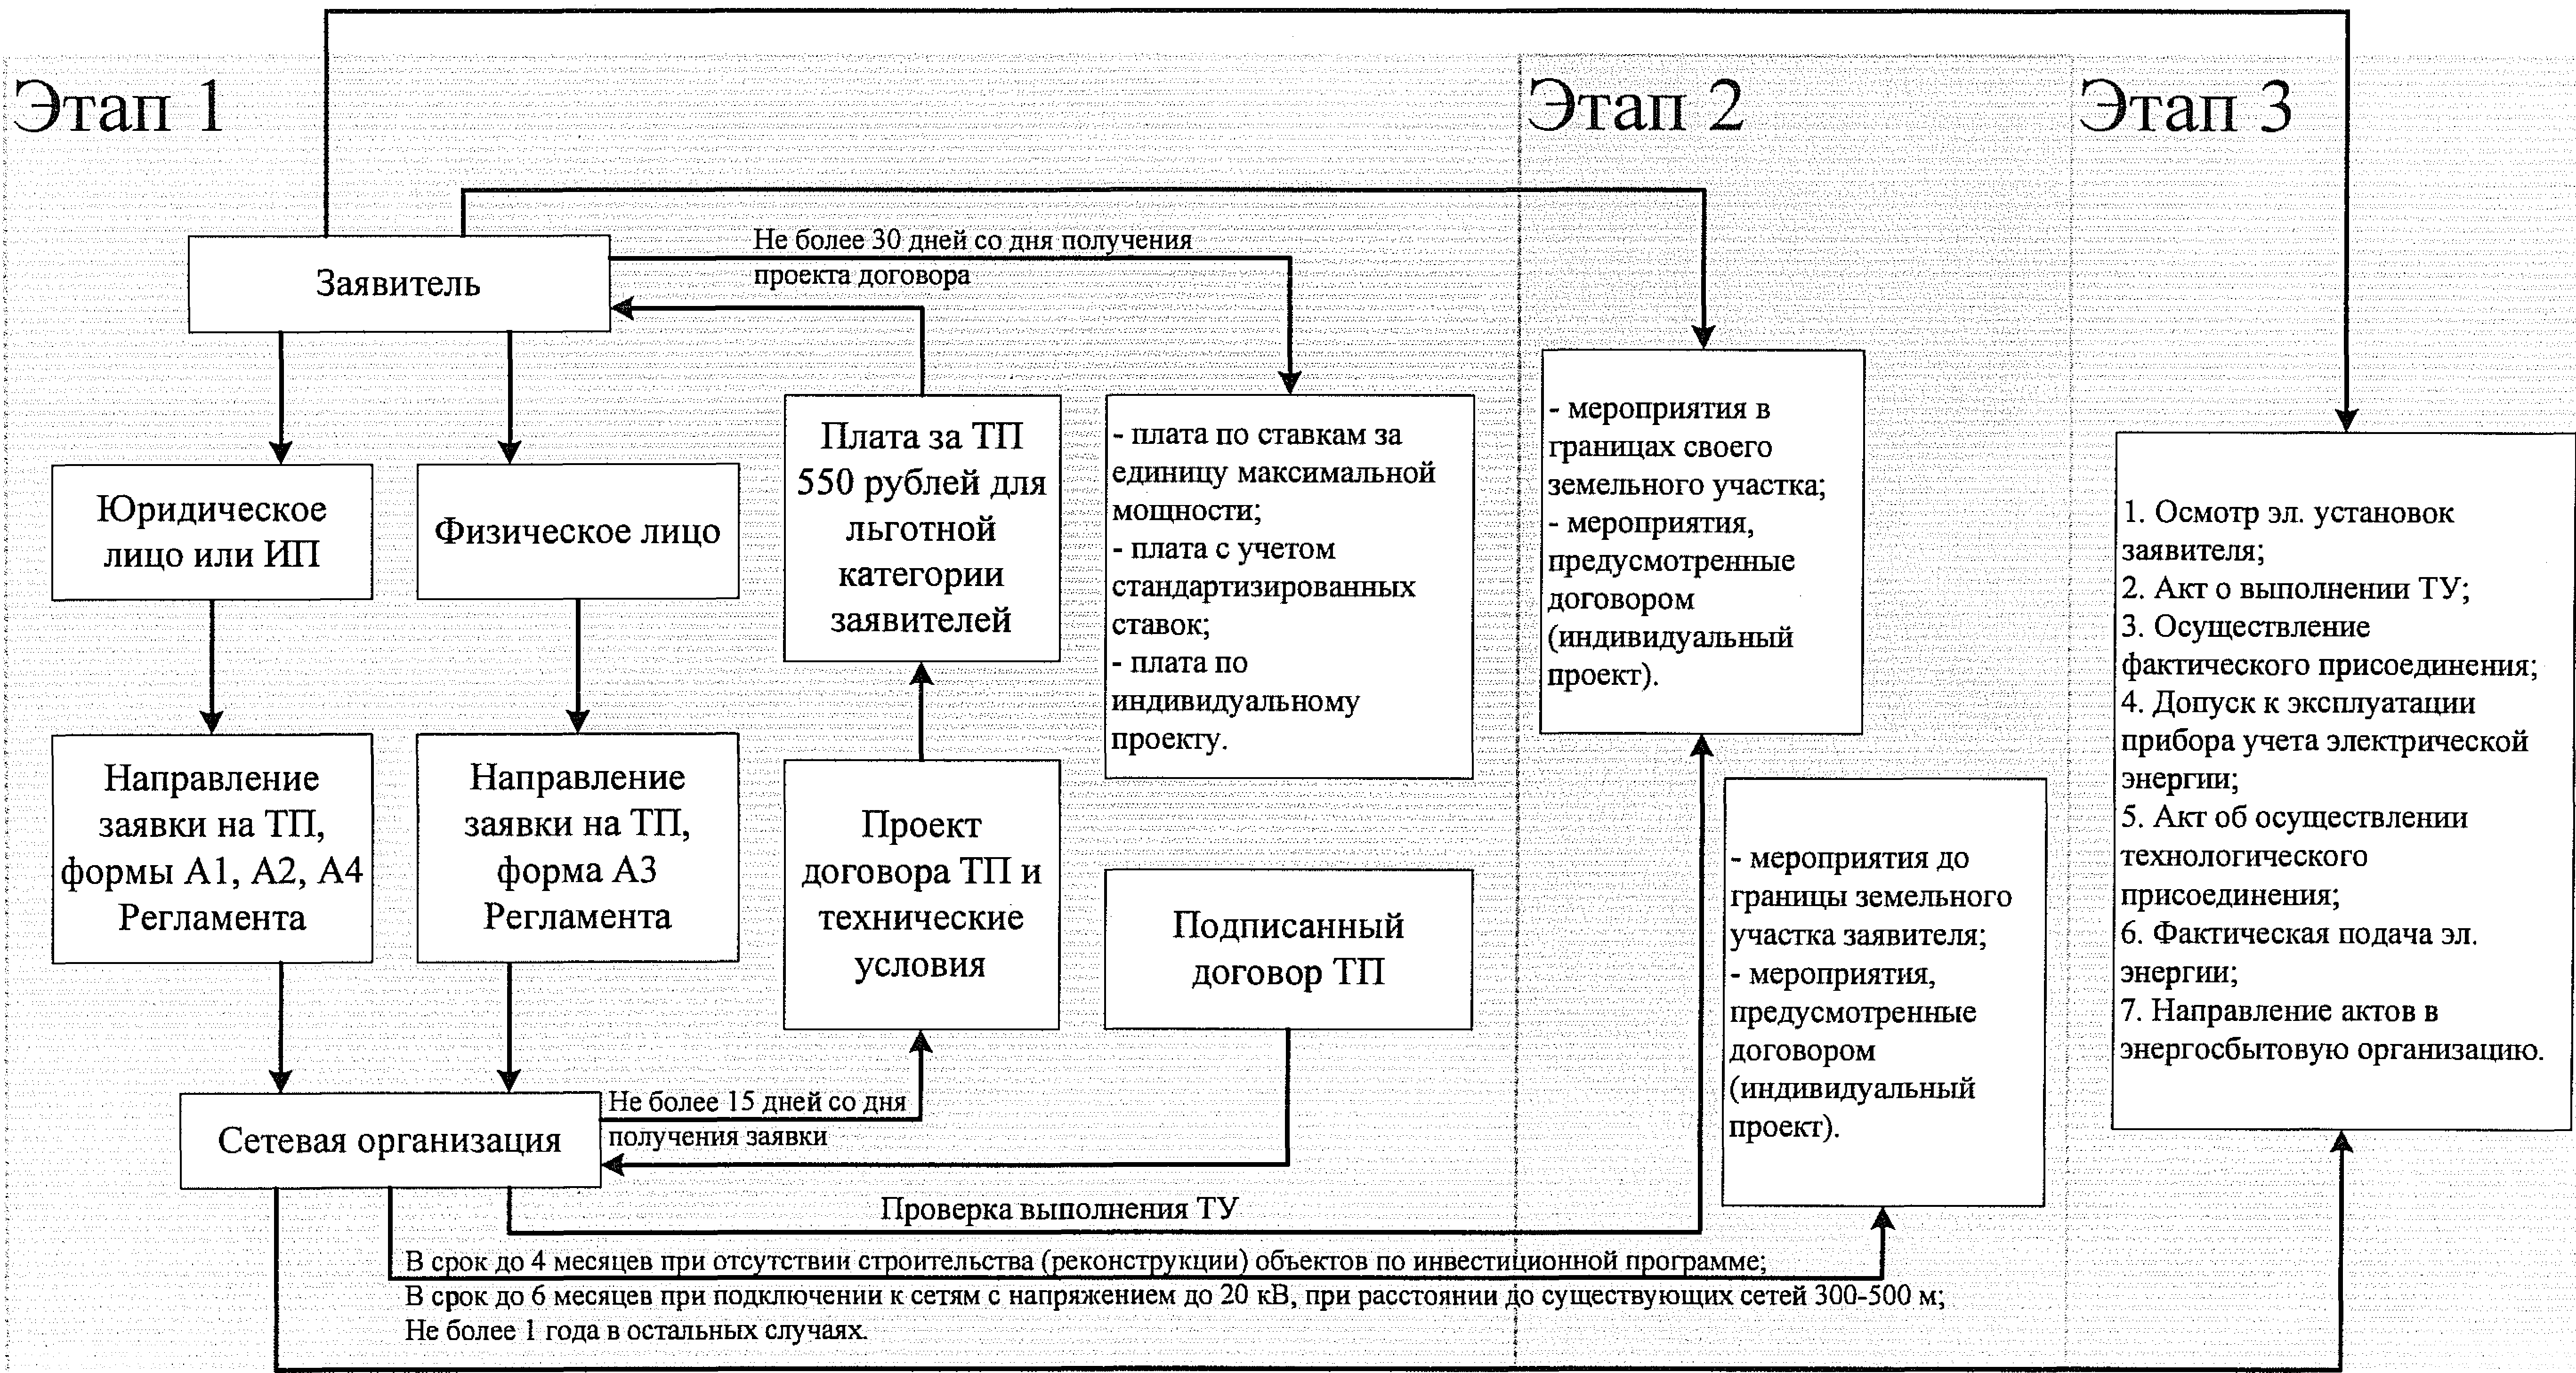 Этап 1
Этап 2
Этап 3
Заявитель
Не более 30 дней со дня получения
проекта договора
Юридическое
лицо или ИП
Физическое лицо
Плата за ТП
550 рублей для
льготной
категории
заявителей
- плата по ставкам за
единицу максимальной
мощности;
- плата с учетом
стандартизированных
ставок;
- плата по
индивидуальному
проекту.
Направление
заявки на ТП,
формы А1, А2, А4
Регламента
Направление
заявки на ТП,
форма А3
Регламента
Проект
договора ТП и
технические
условия
Подписанный
договор ТП
Сетевая организация
Не более 15 дней со дня
получения заявки
Проверка выполнения ТУ
В срок до 4 месяцев при отсутствии строительства (реконструкции) объектов по инвестиционной программе;
В срок до 6 месяцев при подключении к сетям с напряжением до 20 кВ, при расстоянии до существующих сетей 300-500 м;
Не более 1 года в остальных случаях.
- мероприятия в
границах своего
земельного участка;
- мероприятия,
предусмотренные
договором
(индивидуальный
проект).
- мероприятия до
границы земельного
участка заявителя;
- мероприятия,
предусмотренные
договором
(индивидуальный
проект).
1. Осмотр эл. установок
заявителя;
2. Акт о выполнении ТУ;
3. Осуществление
фактического присоединения;
4. Допуск к эксплуатации
прибора учета электрической
энергии;
5. Акт об осуществлении
технологического
присоединения;
6. Фактическая подача эл.
энергии;
7. Направление актов в
энергосбытовую организацию.